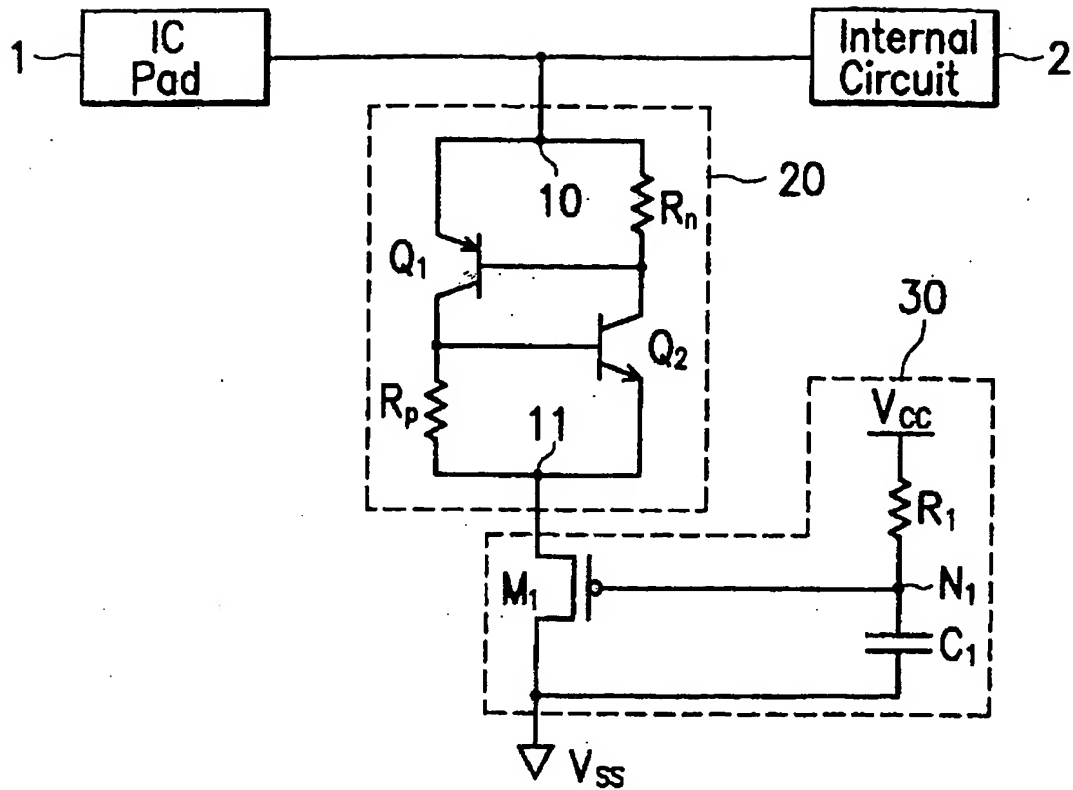 1
IC
Pad
Internal
Circuit
2
10
20
Rn
Q1
Q2
Rp
11
30
VCC
R1
M1
N1
C1
VSS